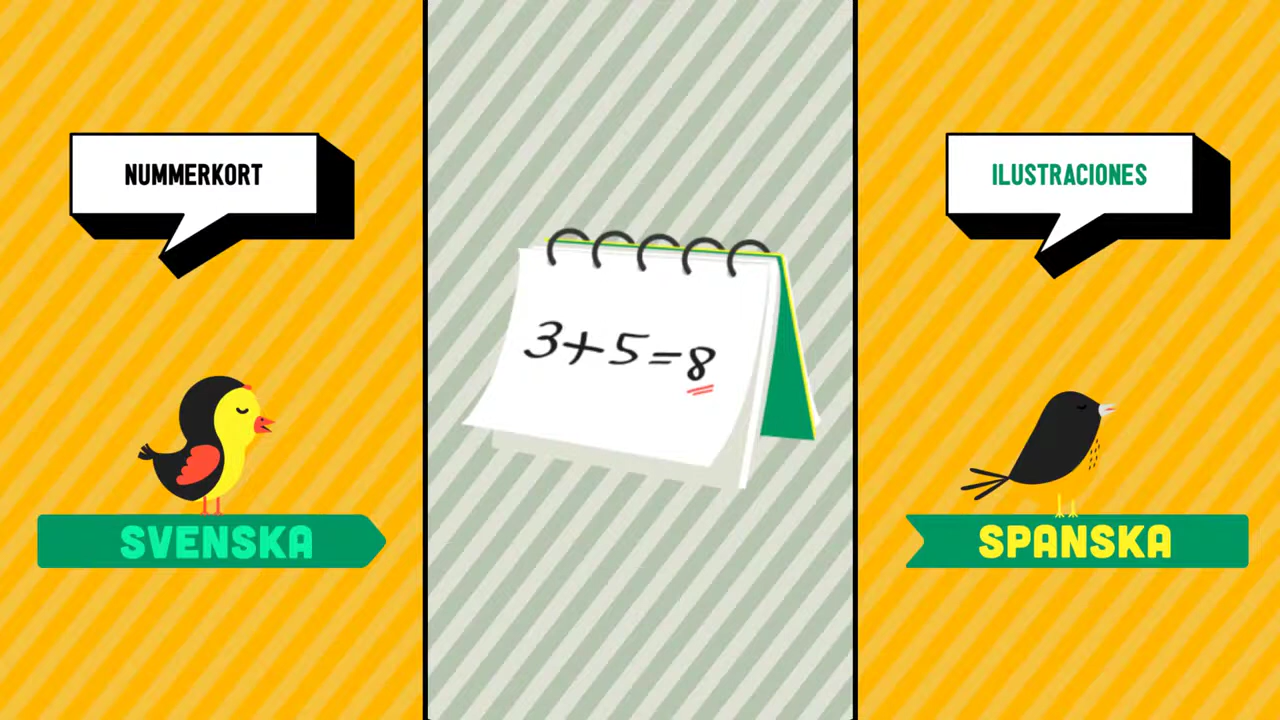 NUMMERKORT
ILUSTRACIONES
3+5=8
SVENSKA
SPANSKA